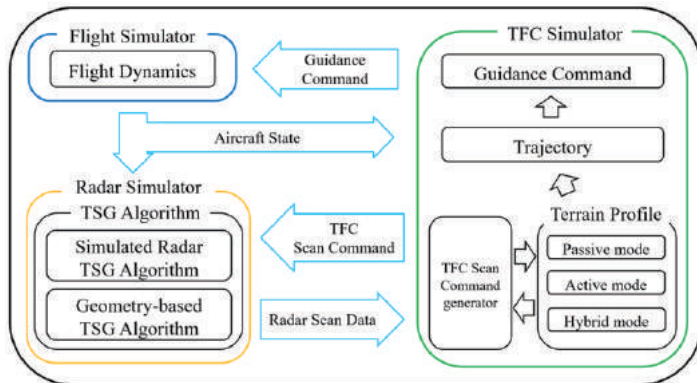 Flight Simulator
Flight Dynamics
Guidance
Command
TFC Simulator
Guidance Command
Aircraft State
Trajectory
Radar Simulator
TSG Algorithm
Simulated Radar
TSG Algorithm
Geometry-based
TSG Algorithm
TFC
Scan Command
Radar Scan Data
TFC Scan
Command
generator
Terrain Profile
Passive mode
Active mode
Hybrid mode